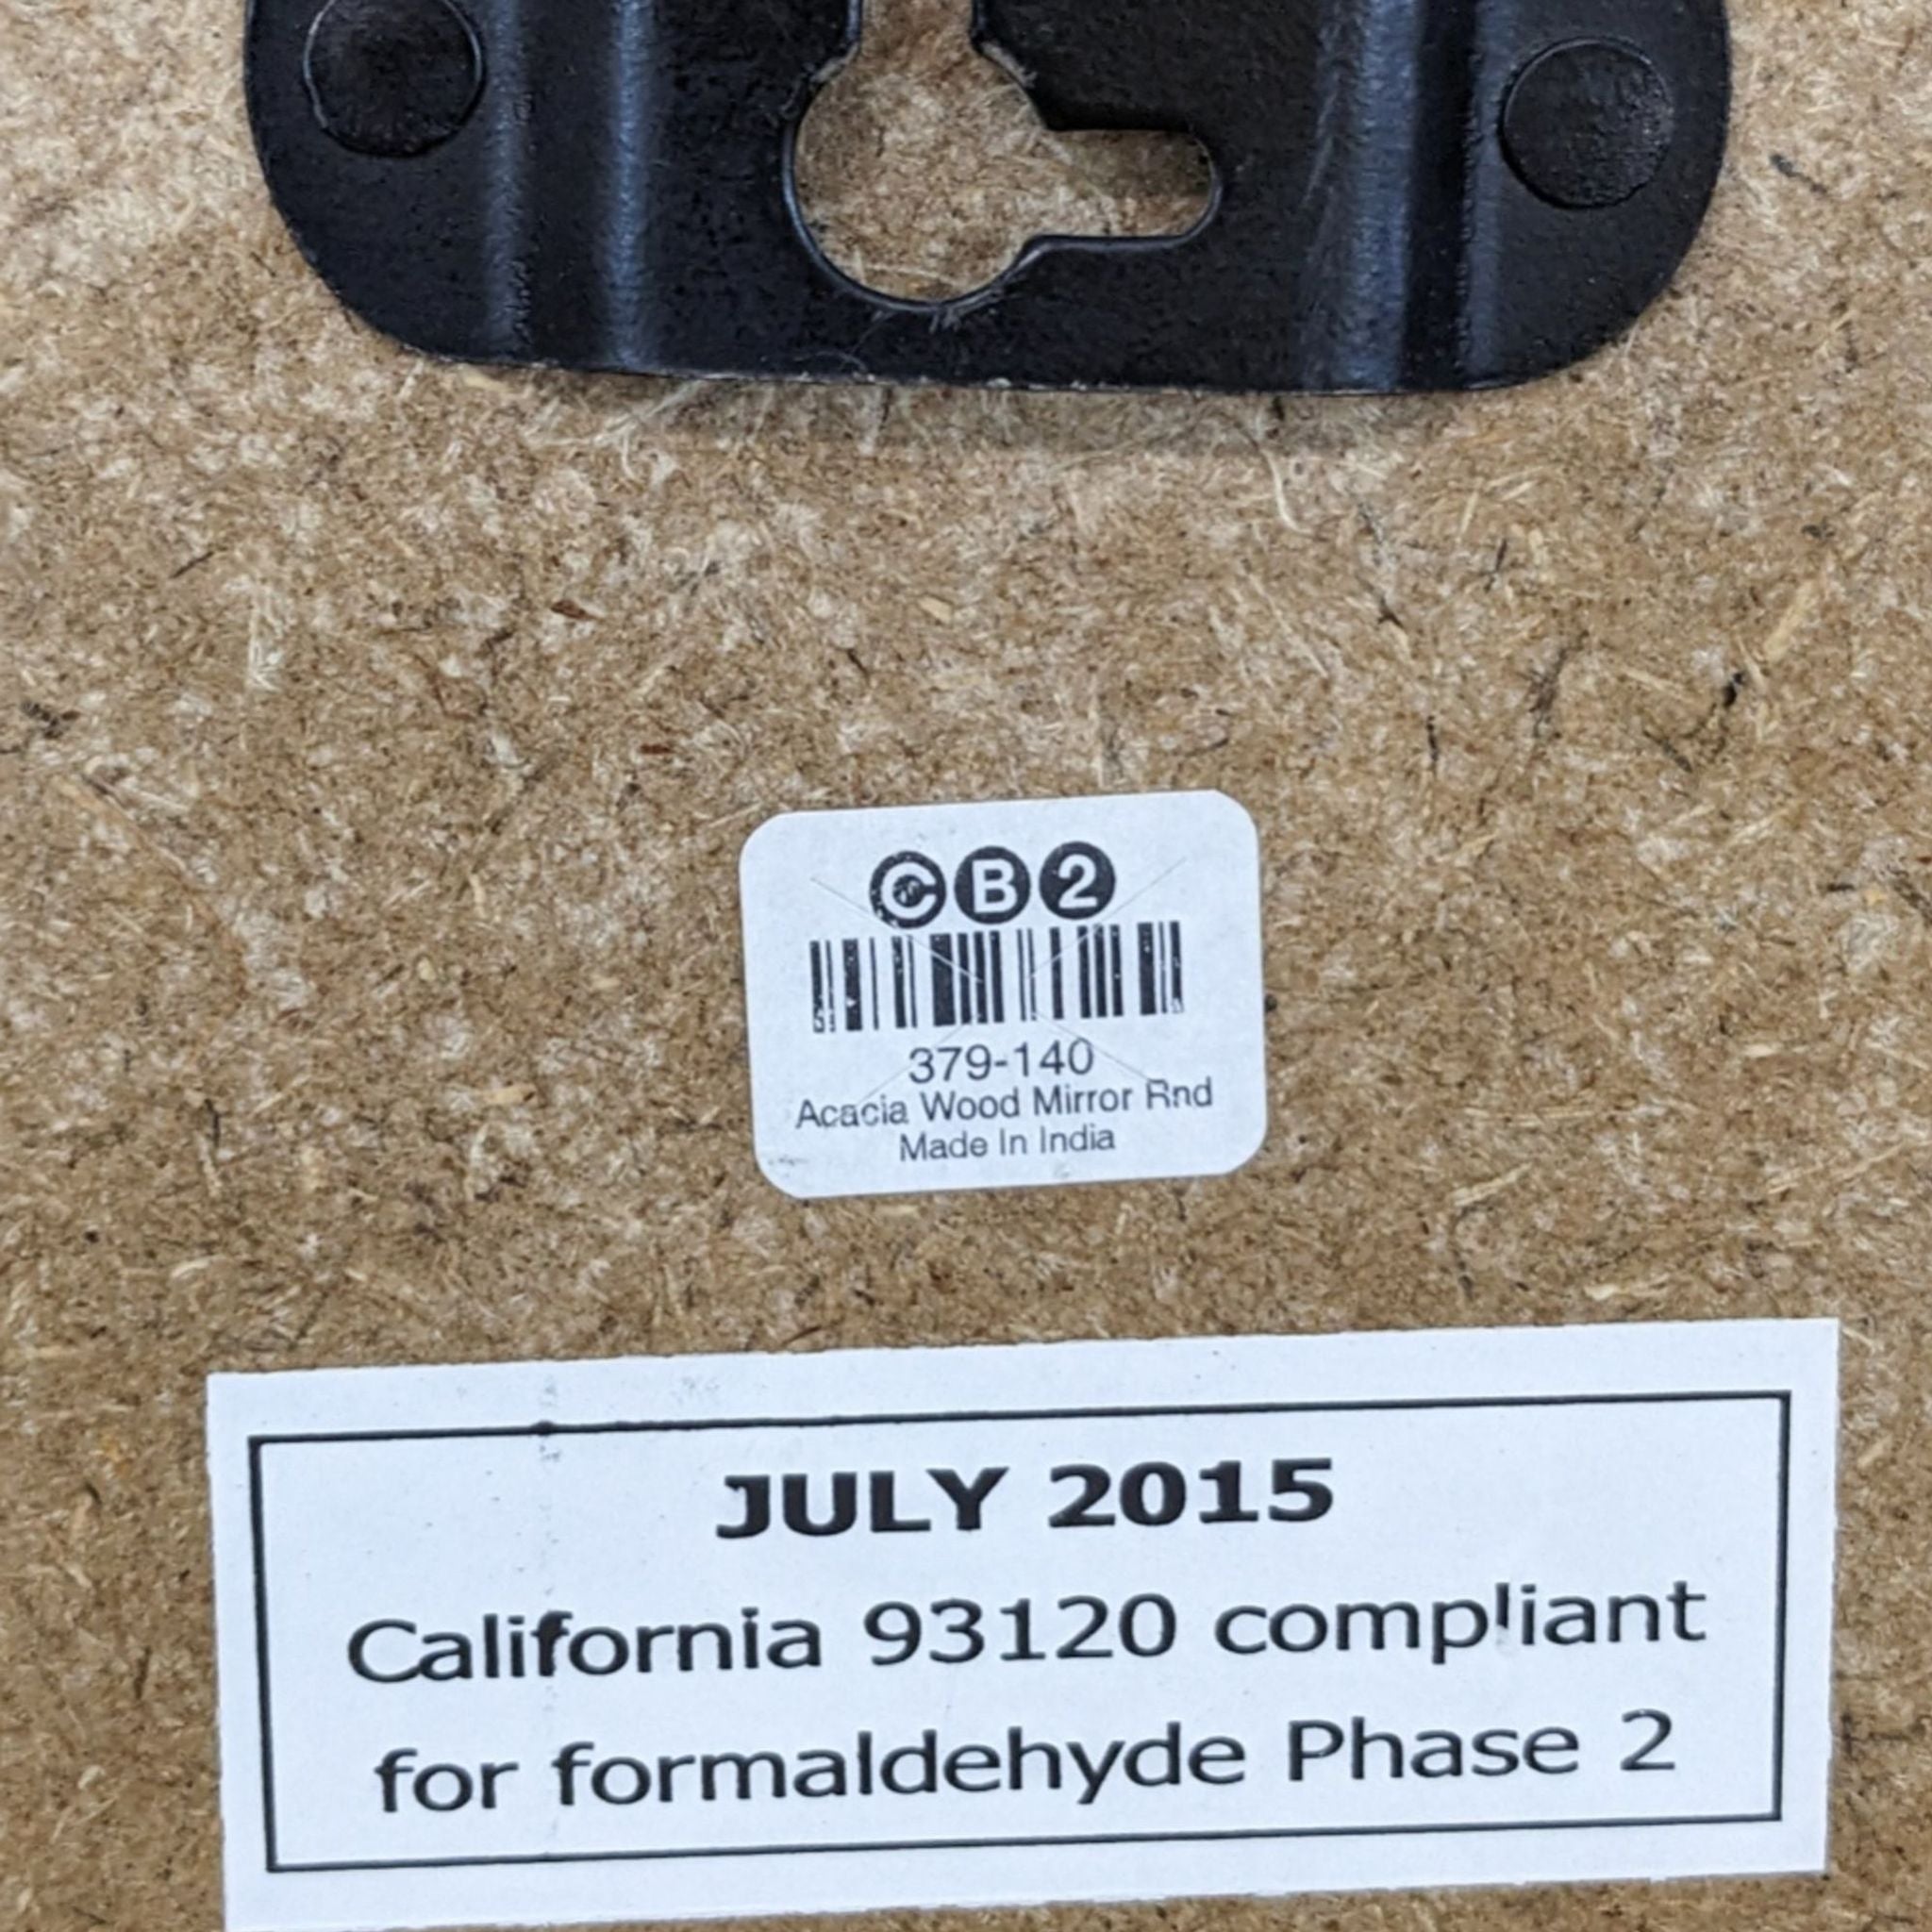 CB2
379-140
Acacia Wood Mirror Rnd
Made In India
JULY 2015
California 93120 compliant
for formaldehyde Phase 2